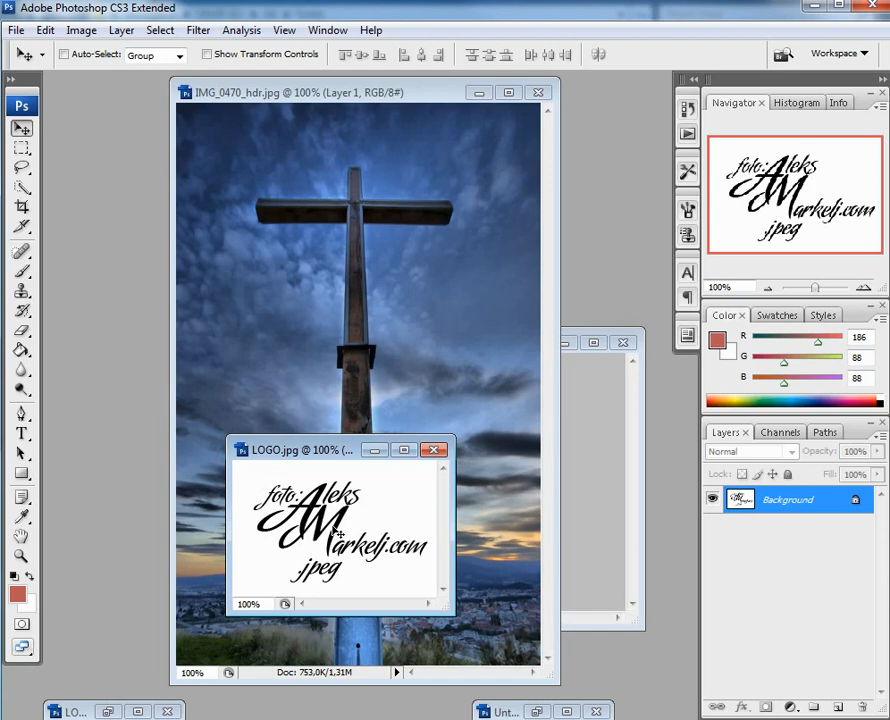 Adobe Photoshop CS3 Extended
File Edit Image Layer Select Filter Analysis View Window Help
Auto-Select: Group Show Transform Controls Workspace
Ps
IMG_0470_hdr.jpg @ 100% (Layer 1, RGB/8#)
100% Doc: 753,0K/1,31M
LOGO.jpg @ 100% (...
foto: Aleks
Markelj.com
.jpeg
100%
LO...
Unt...
Navigator x Histogram Info
foto: Aleks
Markelj.com
.jpeg
100%
Color x Swatches Styles
R 186
G 88
B 88
Layers x Channels Paths
Normal Opacity: 100%
Lock: Fill: 100%
Background